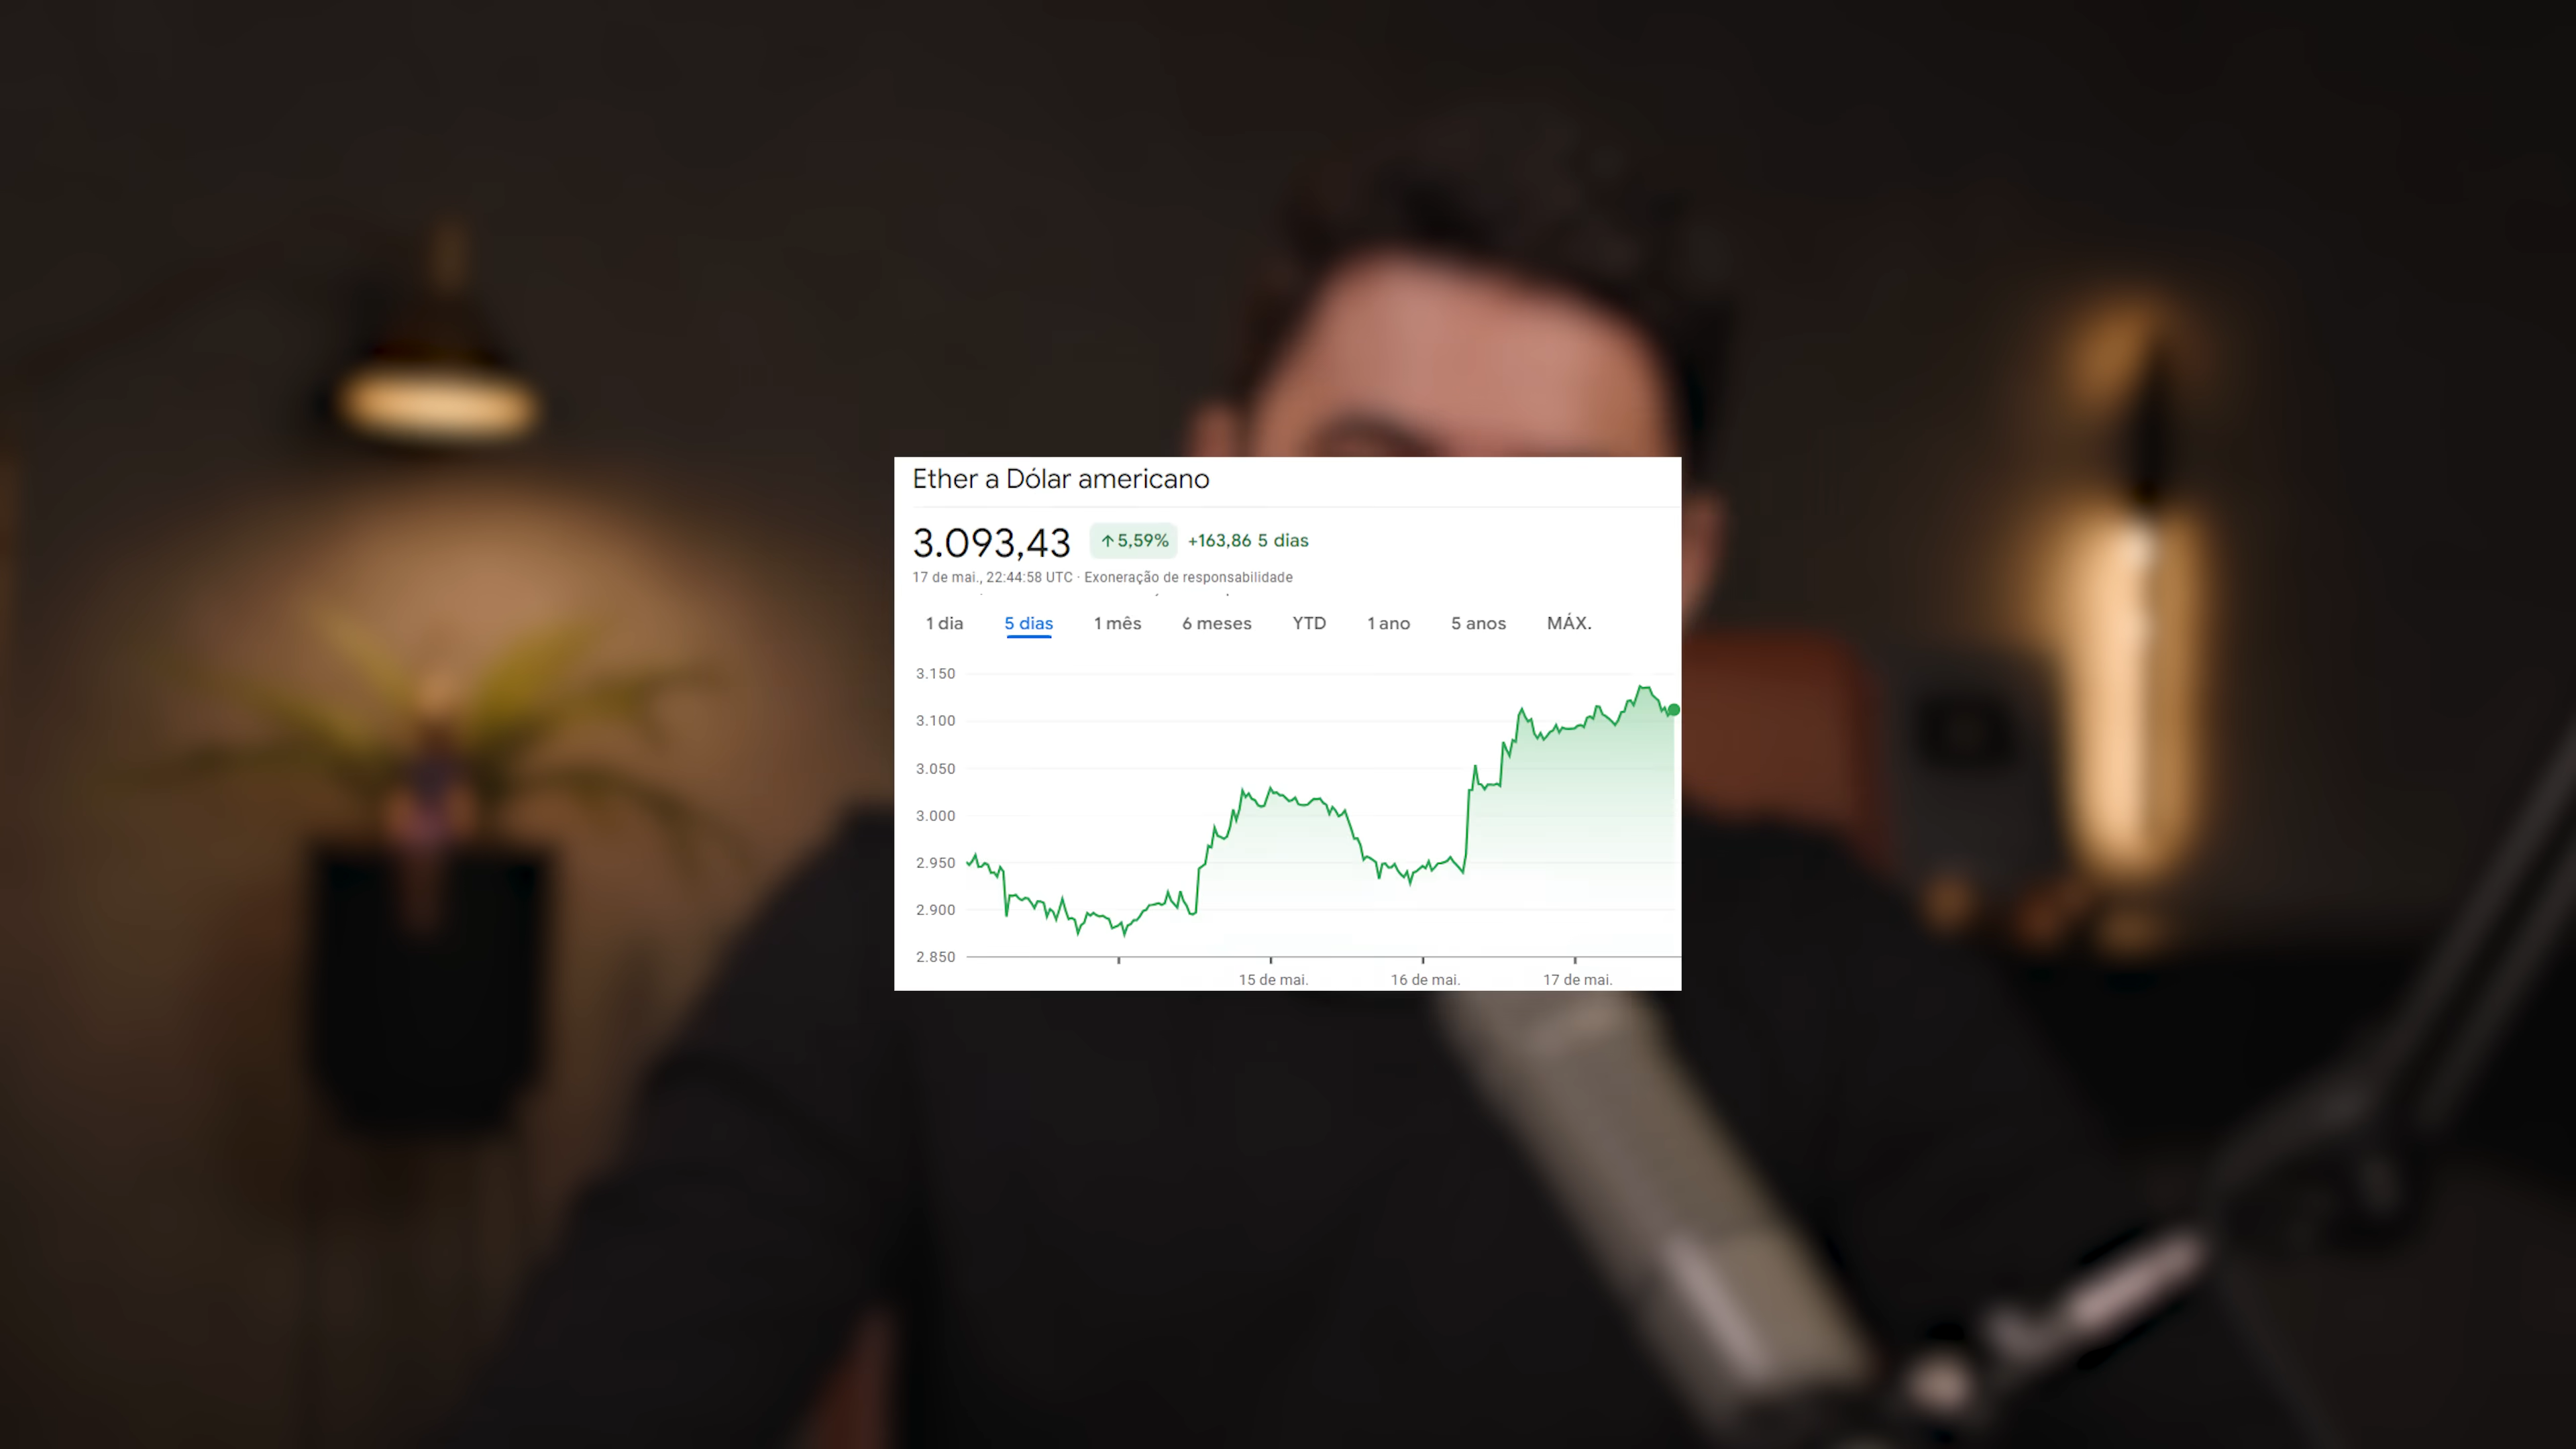 Ether a Dólar americano
3.093,43 ↑5,59% +163,86 5 dias
17 de mai., 22:44:58 UTC · Exoneração de responsabilidade
1 dia 5 dias 1 mês 6 meses YTD 1 ano 5 anos MÁX.
3.150
3.100
3.050
3.000
2.950
2.900
2.850
15 de mai. 16 de mai. 17 de mai.